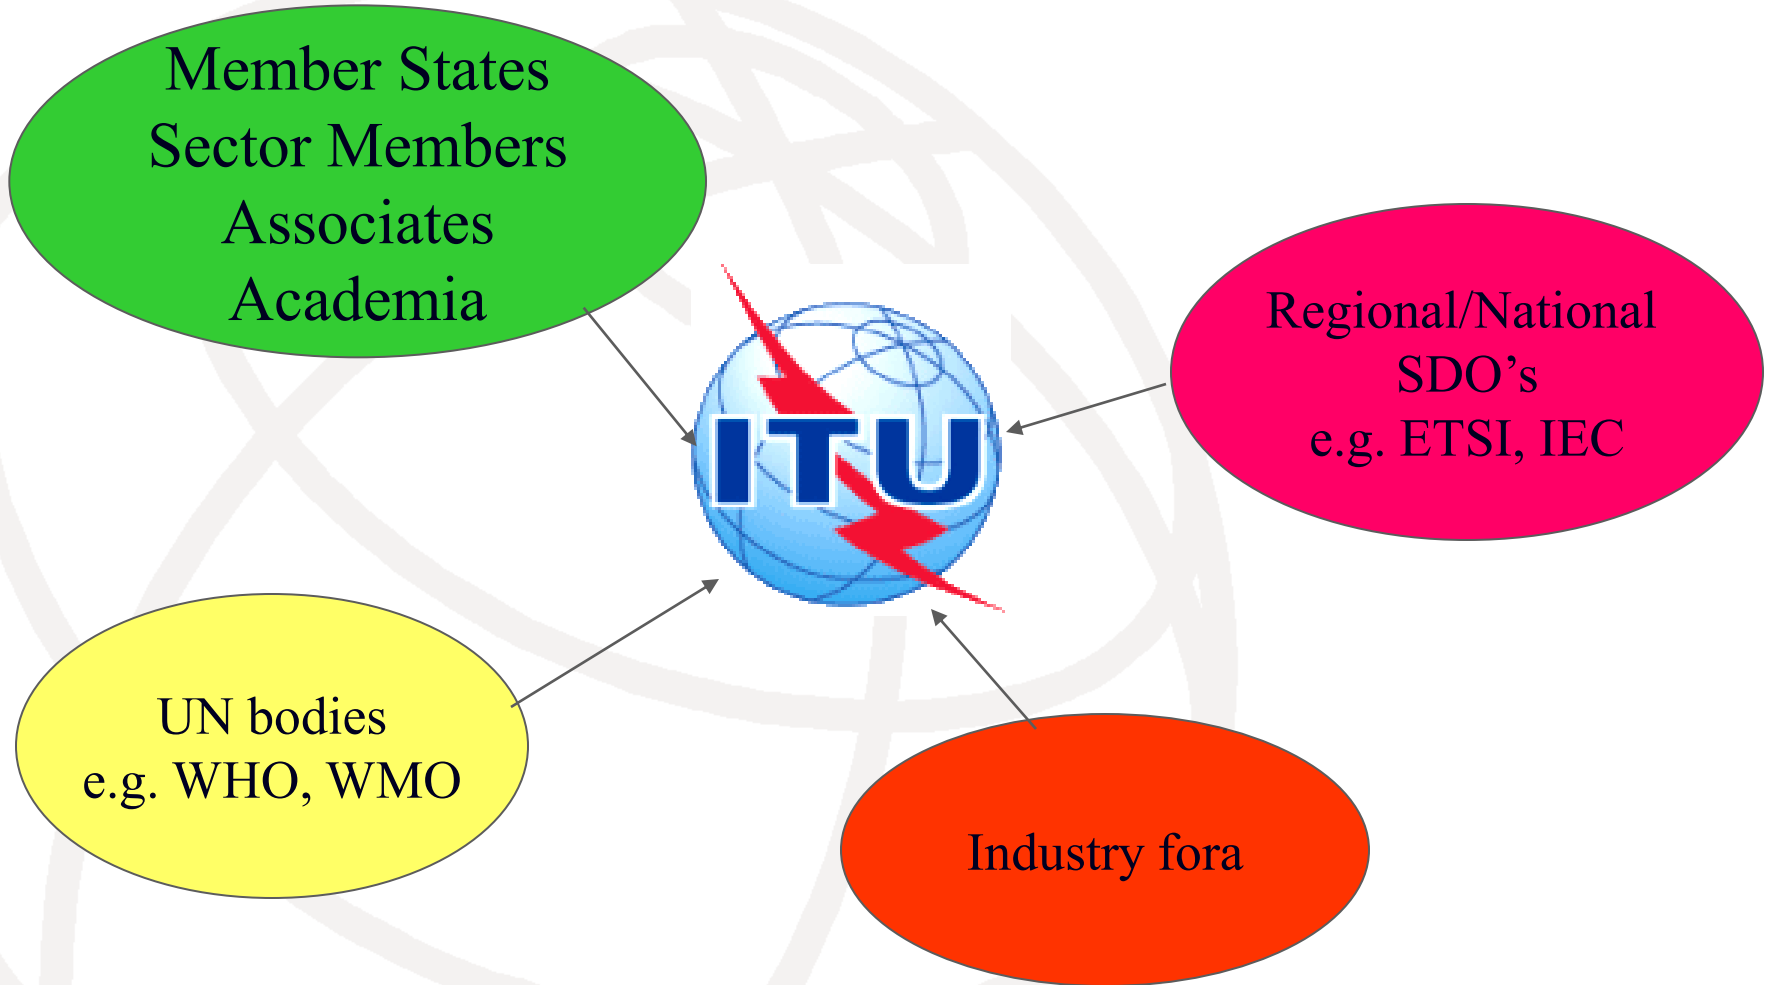 Member States
Sector Members
Associates
Academia
Regional/National
SDO’s
e.g. ETSI, IEC
ITU
UN bodies
e.g. WHO, WMO
Industry fora